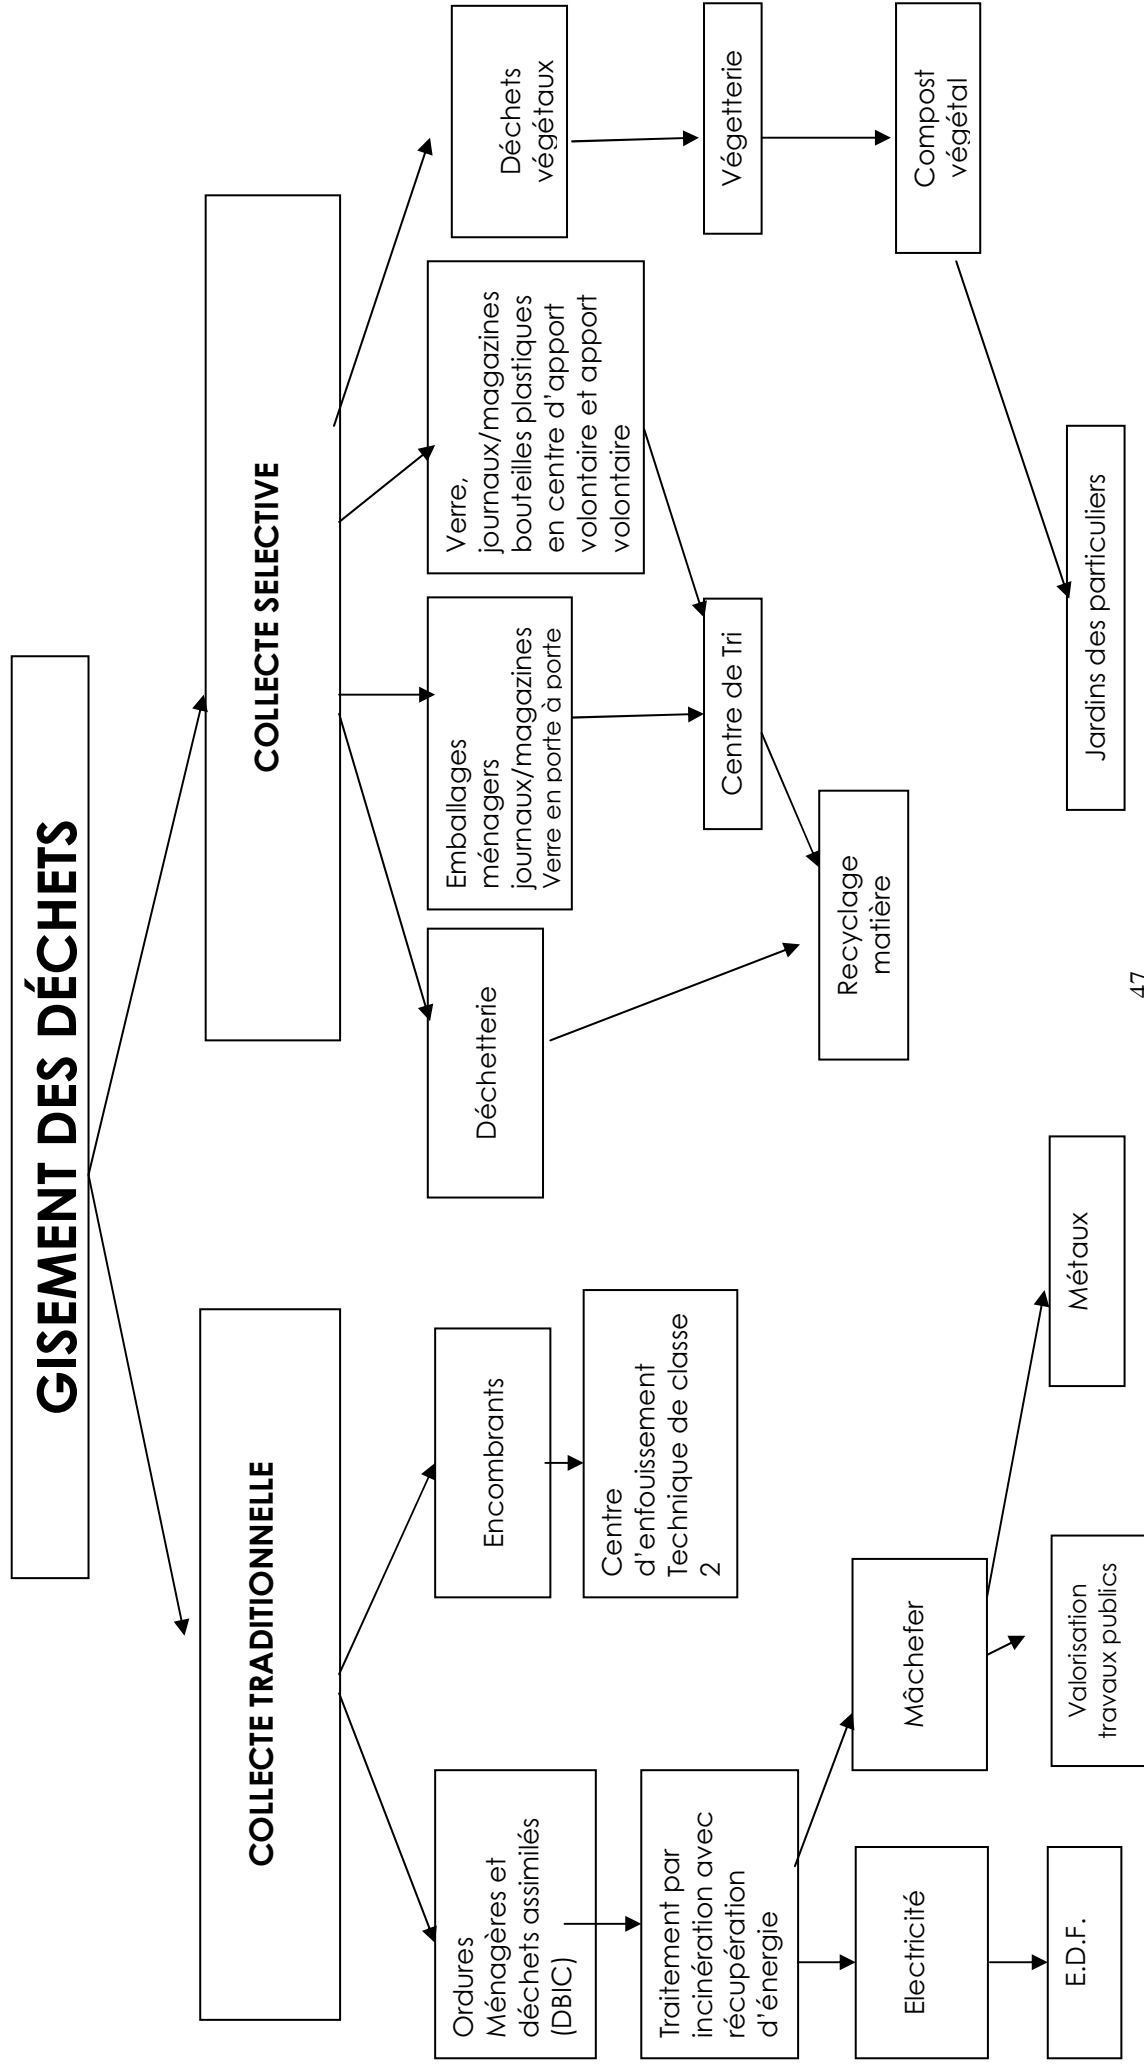 GISEMENT DES DÉCHETS
COLLECTE TRADITIONNELLE
COLLECTE SELECTIVE
Ordures
Ménagères et
déchets assimilés
(DBIC)
Encombrants
Déchetterie
Emballages
ménagers
journaux/magazines
Verre en porte à porte
Verre,
journaux/magazines
bouteilles plastiques
en centre d'apport
volontaire et apport
volontaire
Déchets
végétaux
Traitement par
incinération avec
récupération
d'énergie
Centre
d'enfouissement
Technique de classe
2
Centre de Tri
Végetterie
Electricité
Mâchefer
Recyclage
matière
Compost
végétal
E.D.F.
Valorisation
travaux publics
Métaux
Jardins des particuliers
47